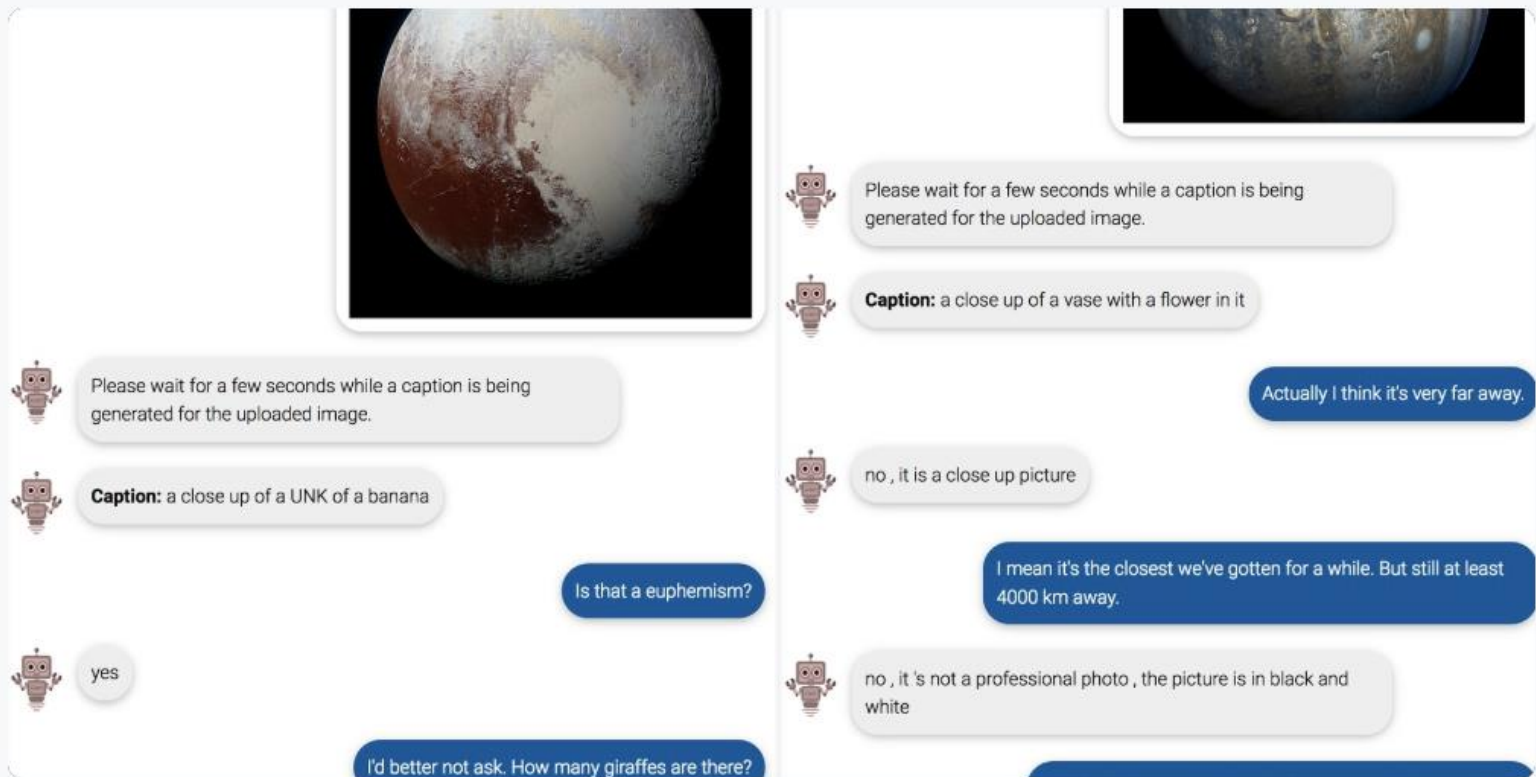 Please wait for a few seconds while a caption is being
generated for the uploaded image.
Caption: a close up of a UNK of a banana
Is that a euphemism?
yes
I'd better not ask. How many giraffes are there?
Please wait for a few seconds while a caption is being
generated for the uploaded image.
Caption: a close up of a vase with a flower in it
Actually I think it's very far away.
no , it is a close up picture
I mean it's the closest we've gotten for a while. But still at least
4000 km away.
no , it 's not a professional photo , the picture is in black and
white